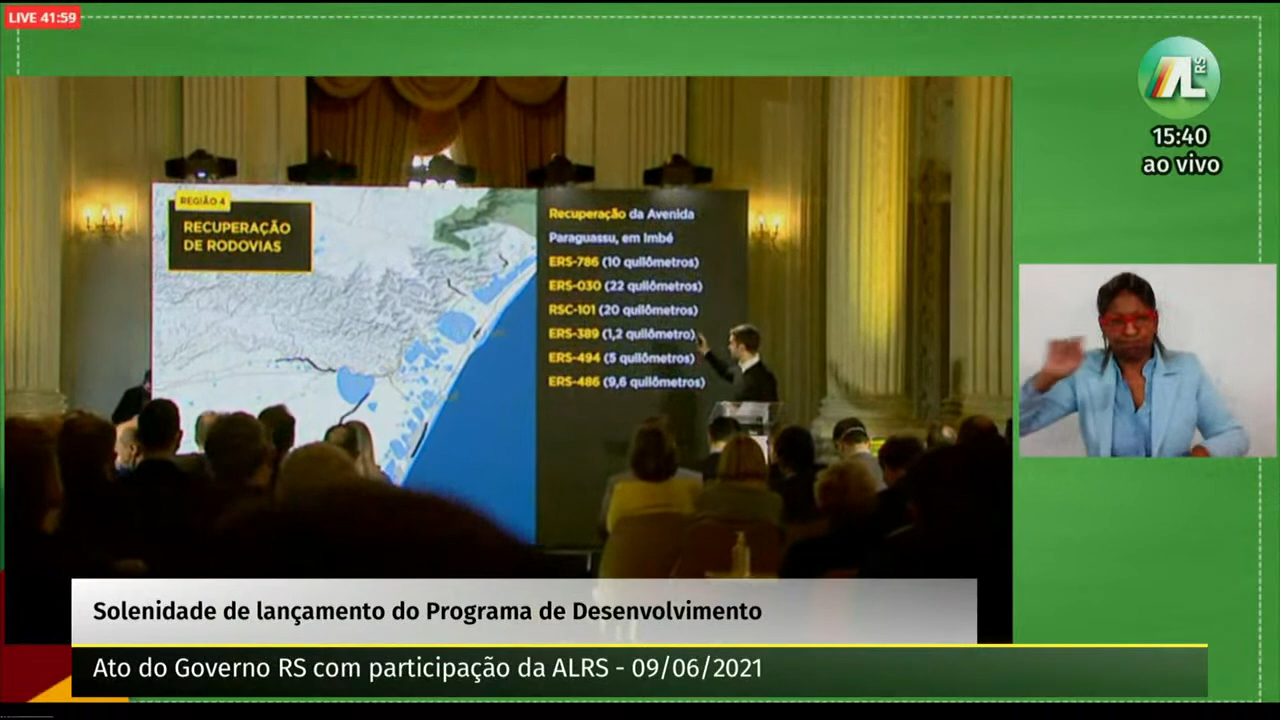 LIVE 41:59
AL
RS
15:40
ao vivo
REGIÃO 4
RECUPERAÇÃO
DE RODOVIAS
Recuperação da Avenida
Paraguassu, em Imbé
ERS-786 (10 quilômetros)
ERS-030 (22 quilômetros)
RSC-101 (20 quilômetros)
ERS-389 (1,2 quilômetro)
ERS-494 (5 quilômetros)
ERS-486 (9,6 quilômetros)
Solenidade de lançamento do Programa de Desenvolvimento
Ato do Governo RS com participação da ALRS - 09/06/2021